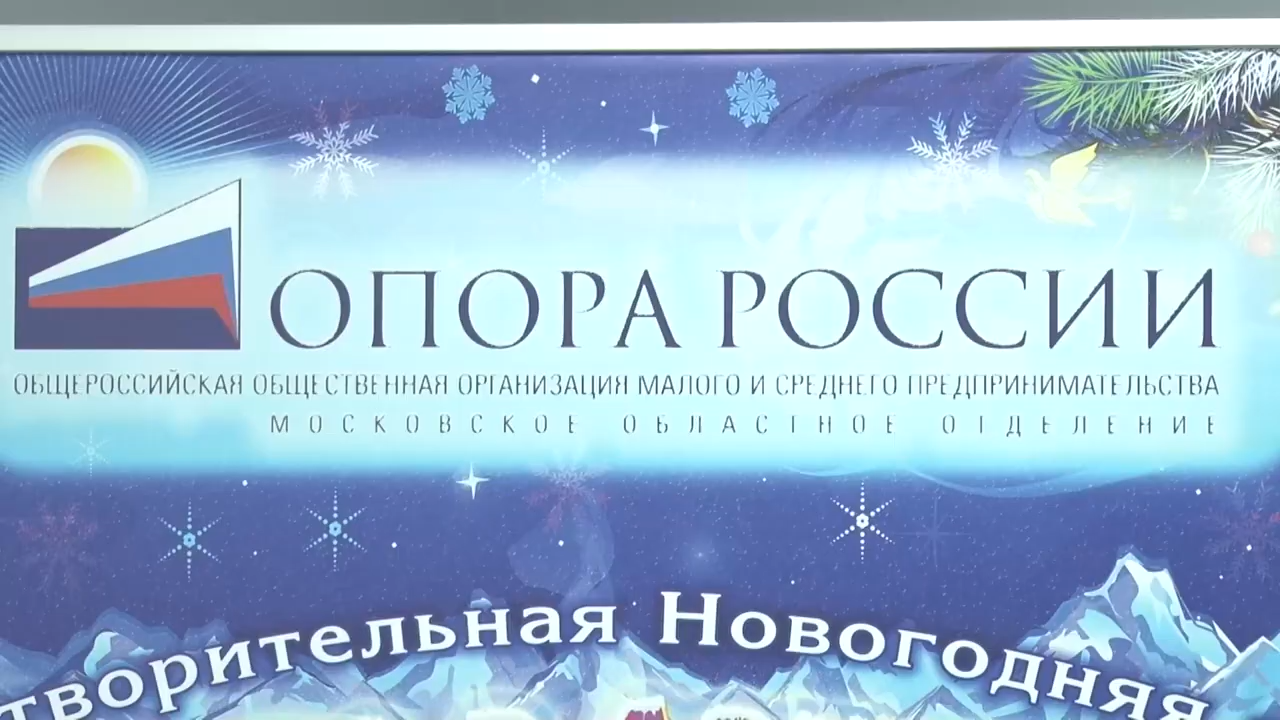 ОПОРА РОССИИ
ОБЩЕРОССИЙСКАЯ ОБЩЕСТВЕННАЯ ОРГАНИЗАЦИЯ МАЛОГО И СРЕДНЕГО ПРЕДПРИНИМАТЕЛЬСТВА
МОСКОВСКОЕ ОБЛАСТНОЕ ОТДЕЛЕНИЕ
творительная Новогодняя